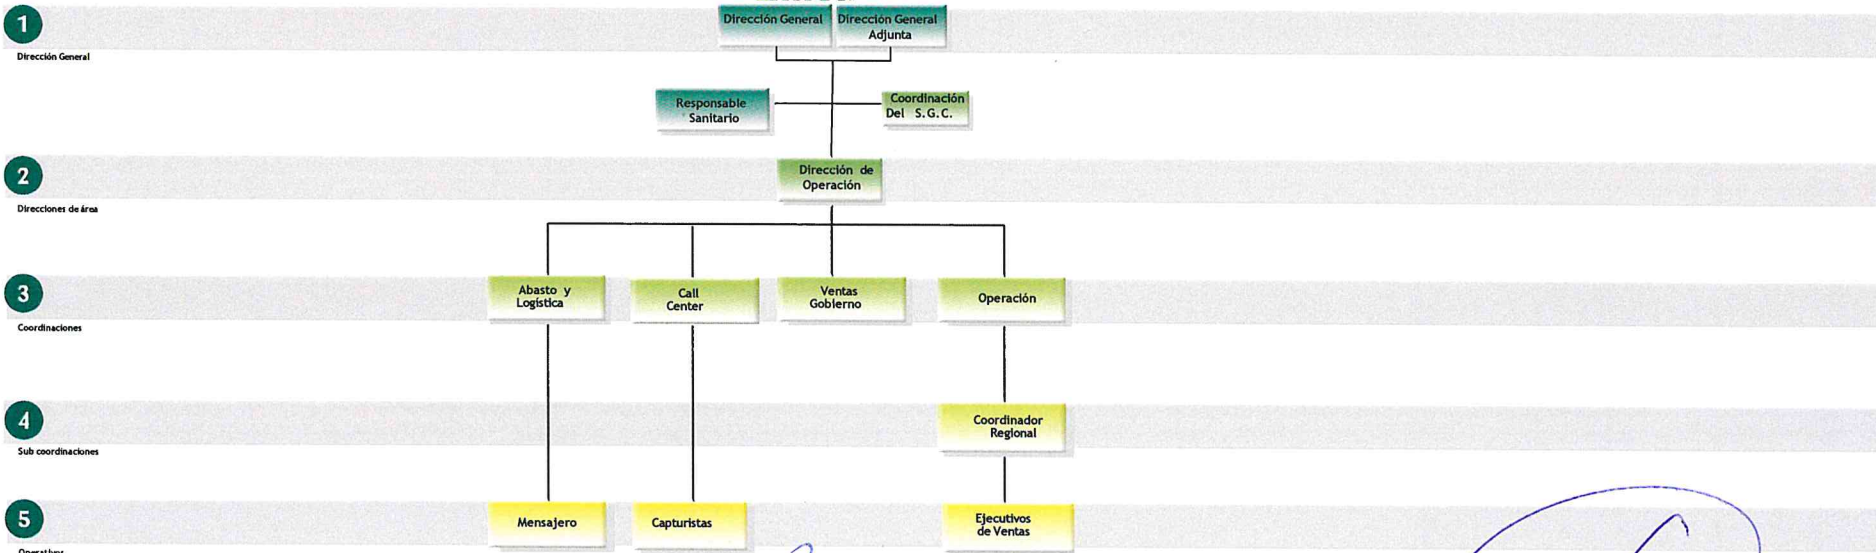 1
Dirección General
Dirección General
Adjunta
Dirección General
Responsable
Sanitario
Coordinación
Del S.G.C.
2
Dirección de
Operación
Direcciones de área
3
Abasto y
Logística
Call
Center
Ventas
Gobierno
Operación
Coordinaciones
4
Coordinador
Regional
Sub coordinaciones
5
Mensajero
Capturistas
Ejecutivos
de Ventas
Operativos